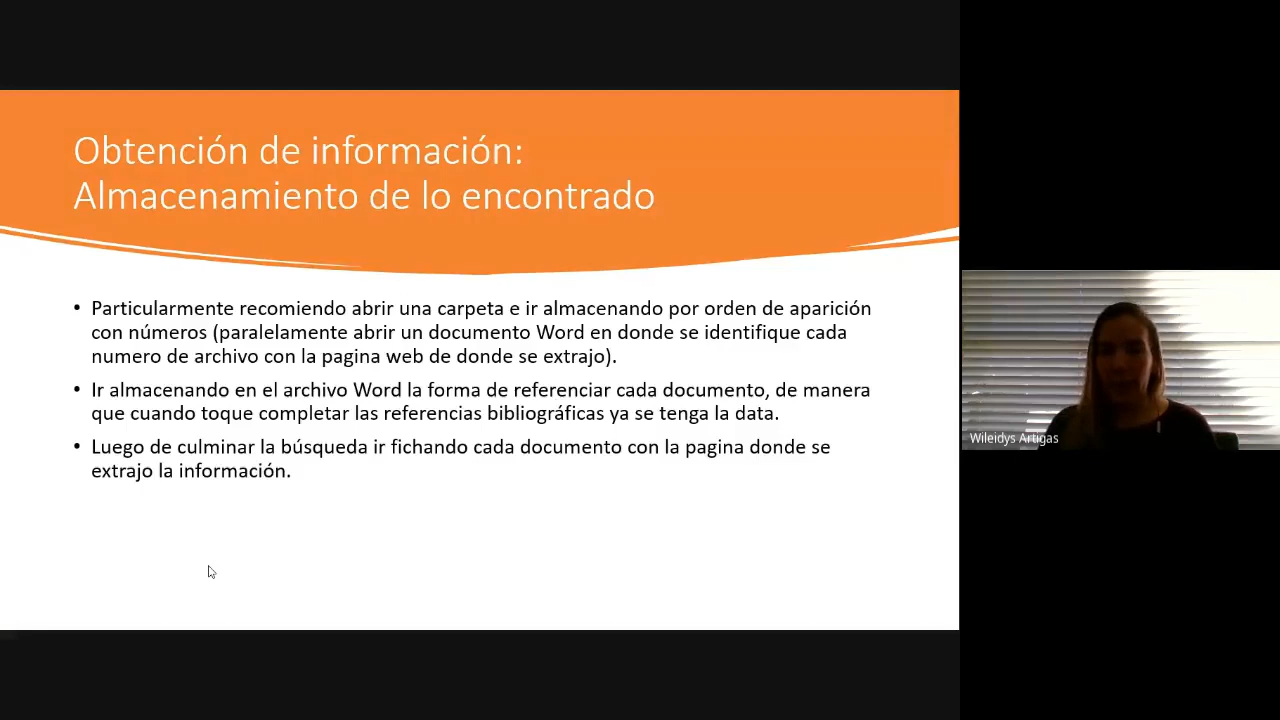 Obtención de información:
Almacenamiento de lo encontrado
• Particularmente recomiendo abrir una carpeta e ir almacenando por orden de aparición
con números (paralelamente abrir un documento Word en donde se identifique cada
numero de archivo con la pagina web de donde se extrajo).
• Ir almacenando en el archivo Word la forma de referenciar cada documento, de manera
que cuando toque completar las referencias bibliográficas ya se tenga la data.
• Luego de culminar la búsqueda ir fichando cada documento con la pagina donde se
extrajo la información.
Wileidys Artigas